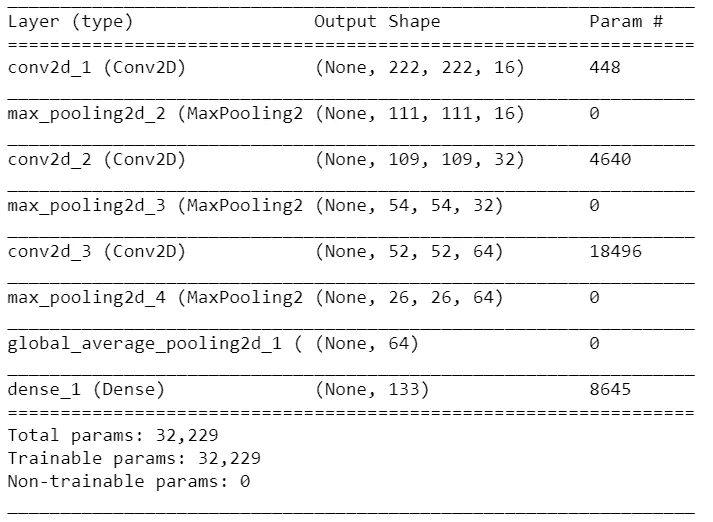 Layer (type) Output Shape Param #
conv2d_1 (Conv2D) (None, 222, 222, 16) 448
max_pooling2d_2 (MaxPooling2 (None, 111, 111, 16) 0
conv2d_2 (Conv2D) (None, 109, 109, 32) 4640
max_pooling2d_3 (MaxPooling2 (None, 54, 54, 32) 0
conv2d_3 (Conv2D) (None, 52, 52, 64) 18496
max_pooling2d_4 (MaxPooling2 (None, 26, 26, 64) 0
global_average_pooling2d_1 ( (None, 64) 0
dense_1 (Dense) (None, 133) 8645
Total params: 32,229
Trainable params: 32,229
Non-trainable params: 0